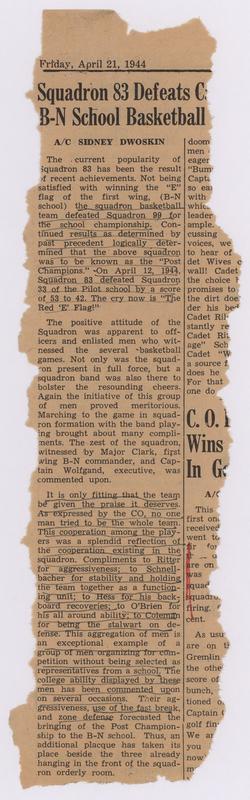 Friday, April 21, 1944
Squadron 83 Defeats C
B-N School Basketball
A/C SIDNEY DWOSKIN
The current popularity of
Squadron 83 has been the result
of recent achievements. Not being
satisfied with winning the "E"
flag of the first wing, (B-N
school) the squadron basketball
team defeated Squadron 99 for
the school championship. Con-
tinued results as determined by
past precedent logically deter-
mined that the above squadron
was to be known as the "Post
Champions." On April 12, 1944,
Squadron 83 defeated Squadron
33 of the Pilot school by a score
of 53 to 42. The cry now is "The
Red 'E' Flag!"
The positive attitude of the
Squadron was apparent to off-
icers and enlisted men who wit-
nessed the several basketball
games. Not only was the squad-
ron present in full force, but a
squadron band was also there to
bolster the resounding cheers.
Again the initiative of this group
of men proved meritorious.
Marching to the game in squad-
ron formation with the band play-
ing brought about many compli-
ments. The zest of the squadron,
witnessed by Major Clark, first
wing B-N commander, and Cap-
tain Wolfgand, executive, was
commented upon.
It is only fitting that the team
be given the praise it deserves.
As expressed by the CO, no one
man tried to be the whole team.
This cooperation among the play-
ers was a splendid reflection of
the cooperation existing in the
squadron. Compliments to Ritter
for aggressiveness; to Schnell-
bacher for stability and holding
the team together as a function-
ing unit; to Hess for his back-
board recoveries; to O'Brien for
his all around ability; to Coleman
for being the stalwart on de-
fense. This aggregation of men is
an exceptional example of a
group of men organizing for com-
petition without being selected as
representatives from a school. The
college ability displayed by these
men has been commented upon
on several occasions. Their ag-
gressiveness, use of the fast break,
and zone defense forecasted the
bringing of the Post Champion-
ship to the B-N school. Thus, an
additional placque has taken its
place beside the three already
hanging in the front of the squad-
ron orderly room.
doom
men
eager
"Bum
Capt.
so ea
with
which
leader
ample
cussing
voices, we
to hear of
det Wives
wall! Cadet
the choice
promises to
the dirt doe
der his be
Cadet Ri
stantly
Cadet Rit
age" Sch
Cadet "W
a source
does he
For that
one do
C. O.
Wins
In G
A/C
This
first on
received
went to
for
are on
was
squad
firing.
cent.
As usu
are on t
Gremlin
the othe
score of
bunch,
tioned
Captain
golf fin
We ar
you
now
m